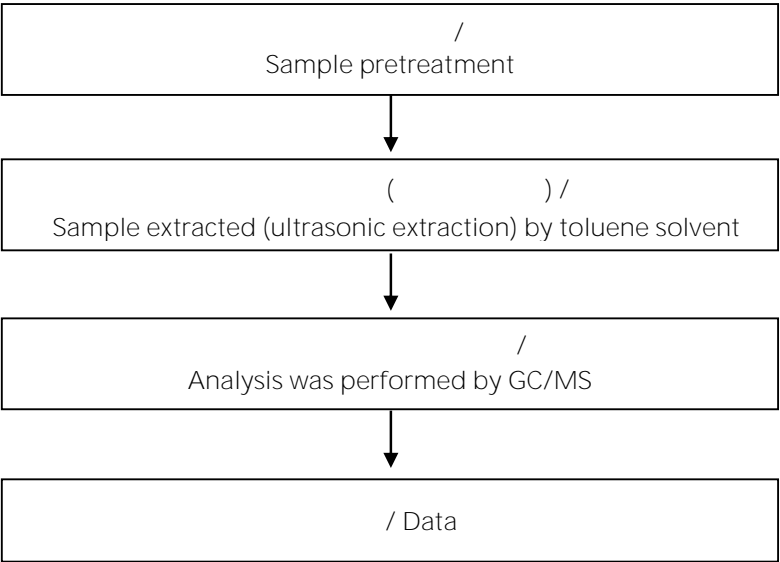 /
Sample pretreatment
( ) /
Sample extracted (ultrasonic extraction) by toluene solvent
/
Analysis was performed by GC/MS
/ Data